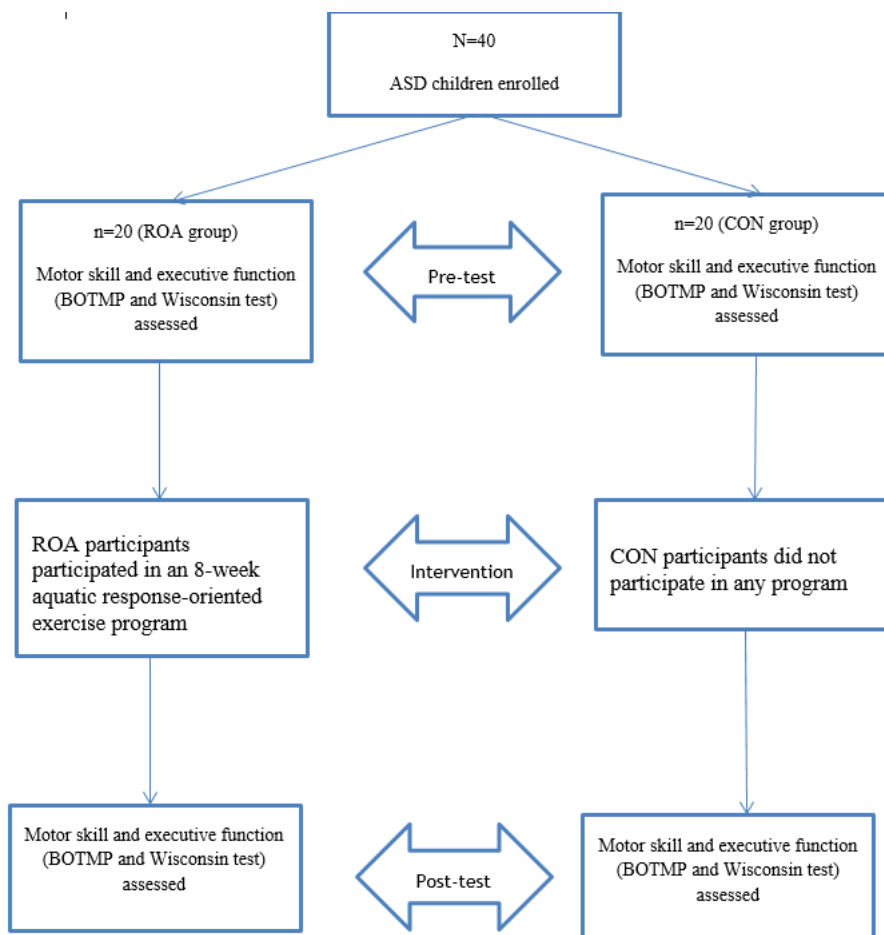 N=40
ASD children enrolled
n=20 (ROA group)
Motor skill and executive function
(BOTMP and Wisconsin test)
assessed
Pre-test
n=20 (CON group)
Motor skill and executive function
(BOTMP and Wisconsin test)
assessed
ROA participants
participated in an 8-week
aquatic response-oriented
exercise program
Intervention
CON participants did not
participate in any program
Motor skill and executive function
(BOTMP and Wisconsin test)
assessed
Post-test
Motor skill and executive function
(BOTMP and Wisconsin test)
assessed